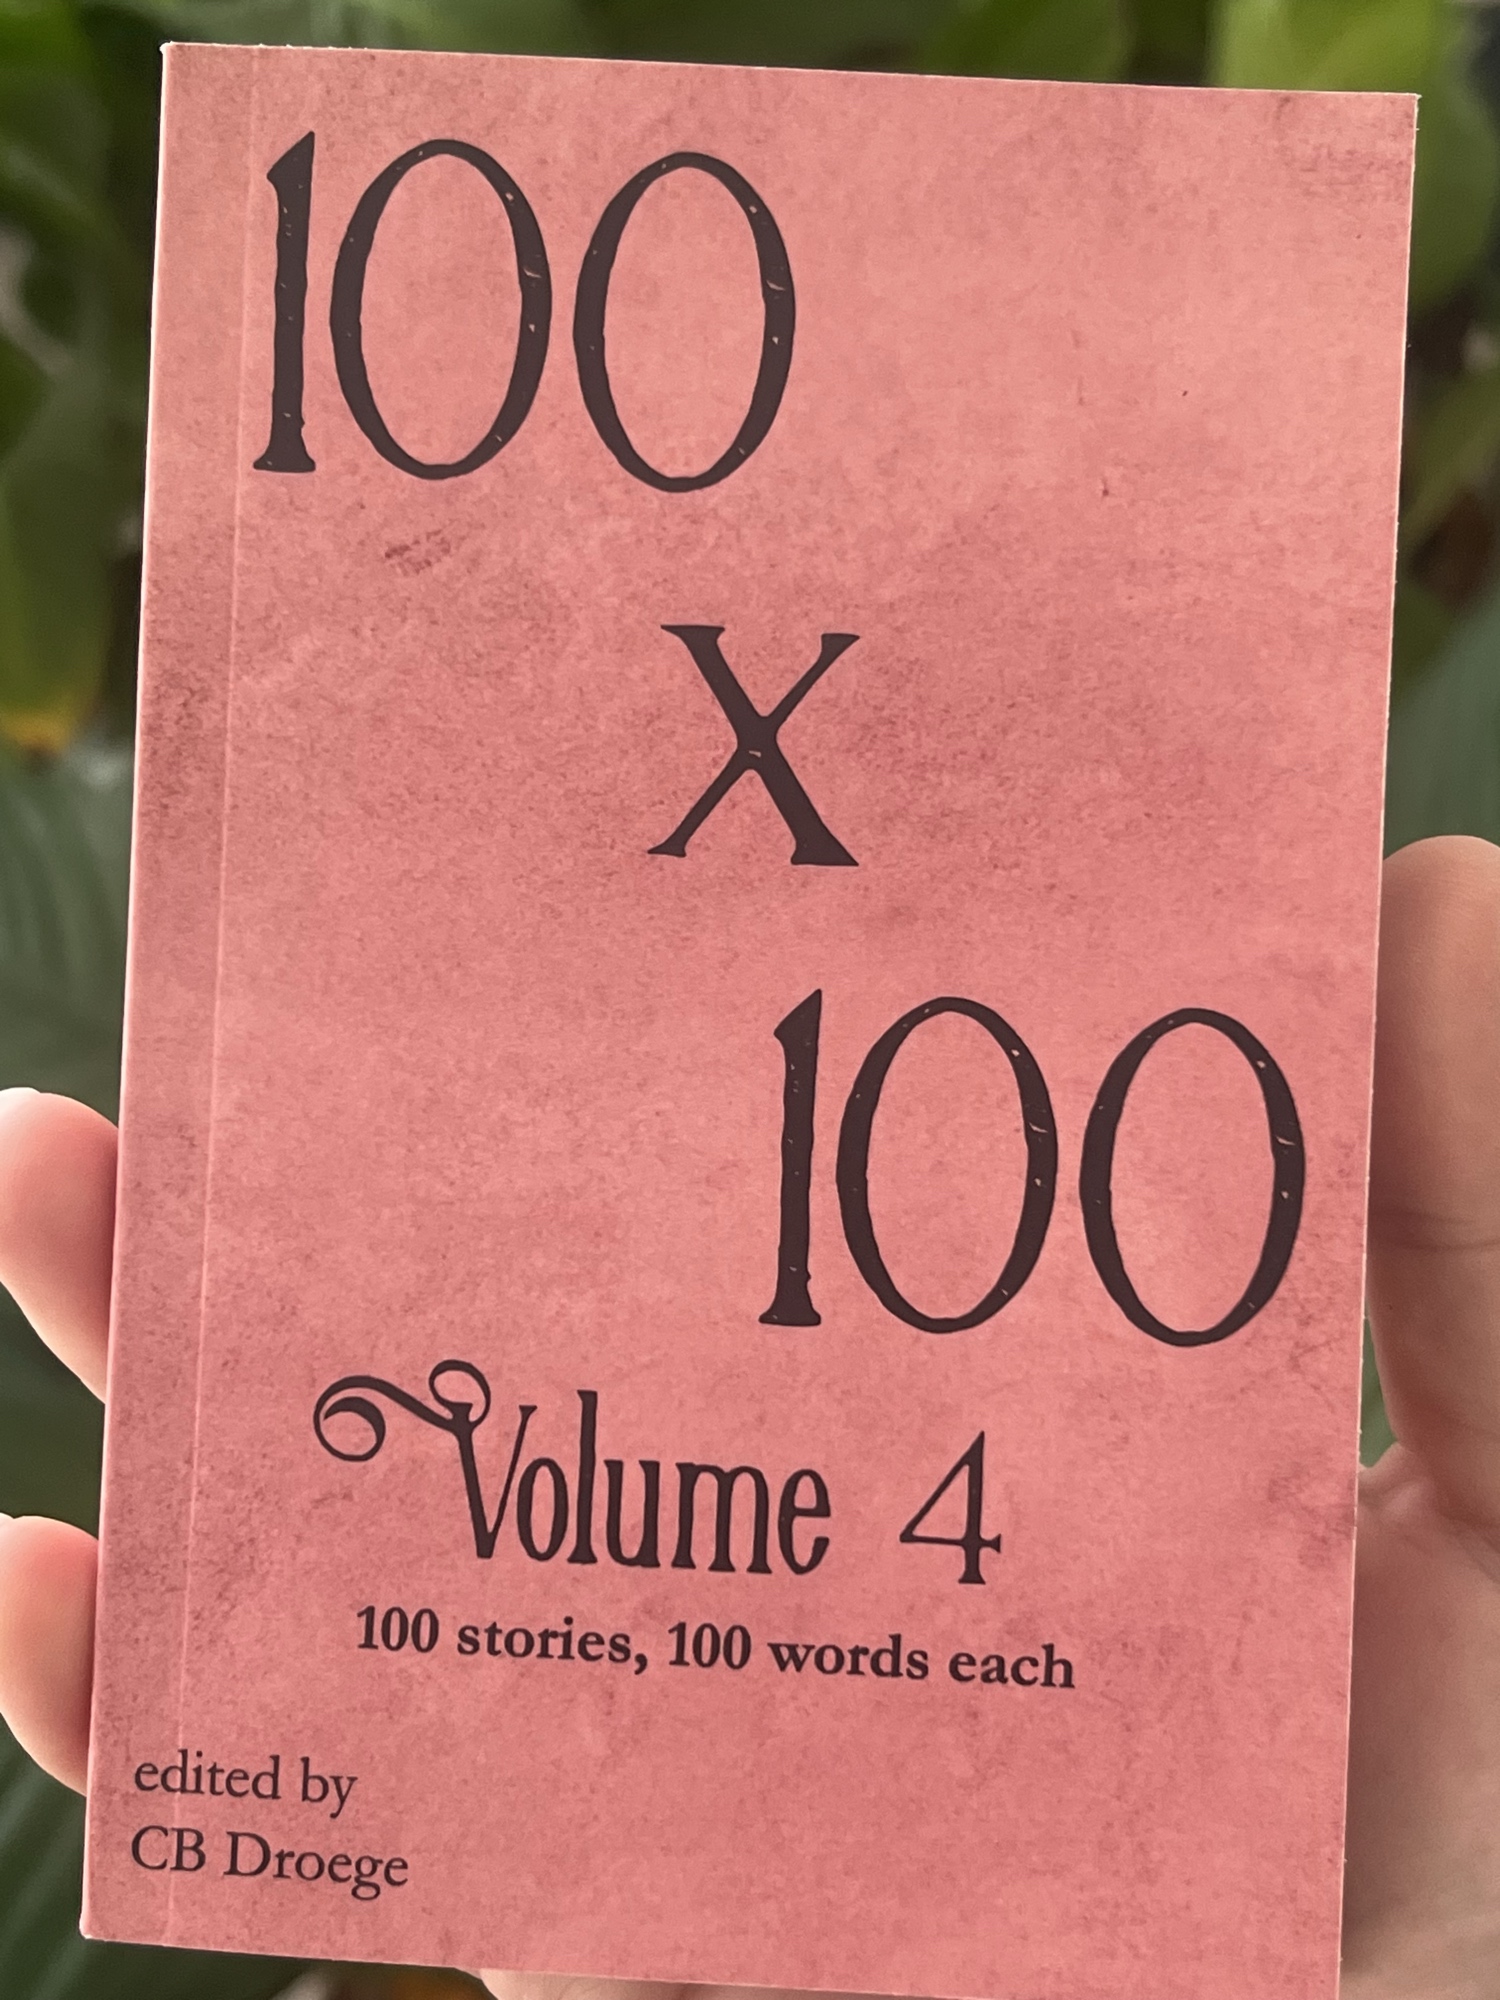 100
X
100
Volume 4
100 stories, 100 words each
edited by
CB Droege